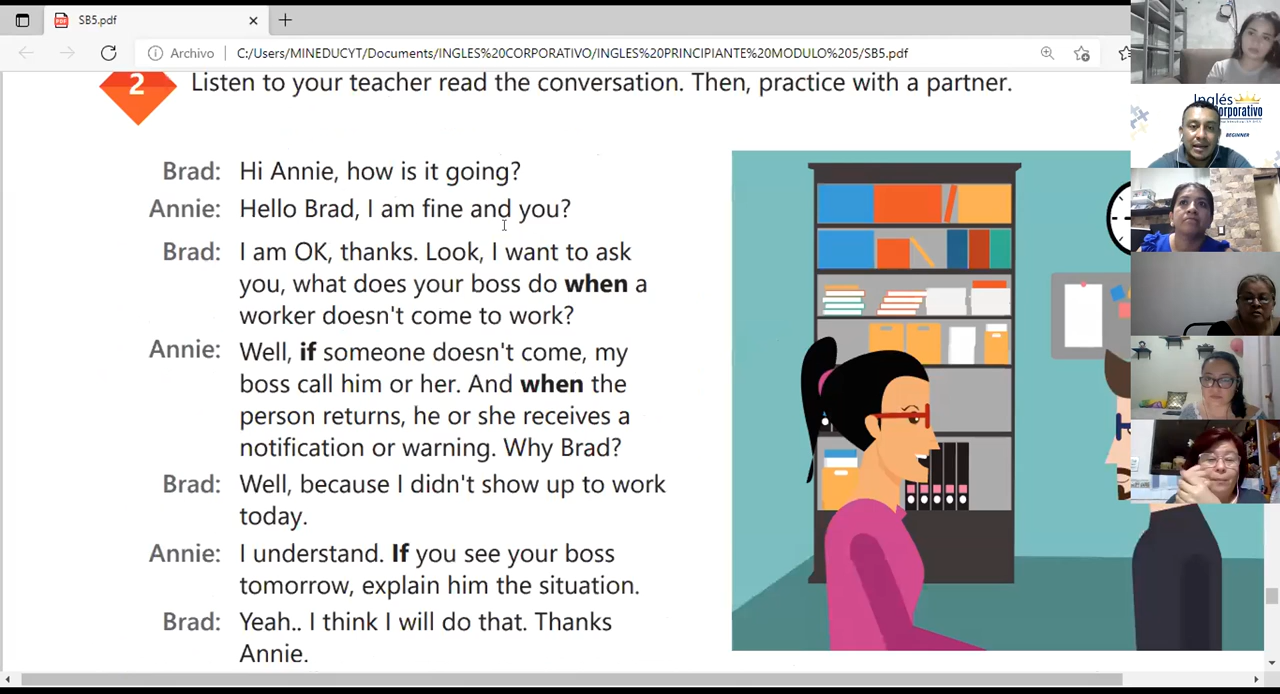 SB5.pdf
Archivo
C:/Users/MINEDUCYT/Documents/INGLES%20CORPORATIVO/INGLES%20PRINCIPIANTE%20MODULO%205/SB5.pdf
2
Listen to your teacher read the conversation. Then, practice with a partner.
Brad: Hi Annie, how is it going?
Annie: Hello Brad, I am fine and you?
Brad: I am OK, thanks. Look, I want to ask
you, what does your boss do when a
worker doesn't come to work?
Annie: Well, if someone doesn't come, my
boss call him or her. And when the
person returns, he or she receives a
notification or warning. Why Brad?
Brad: Well, because I didn't show up to work
today.
Annie: I understand. If you see your boss
tomorrow, explain him the situation.
Brad: Yeah.. I think I will do that. Thanks
Annie.
Inglés
orporativo
BEGINNER